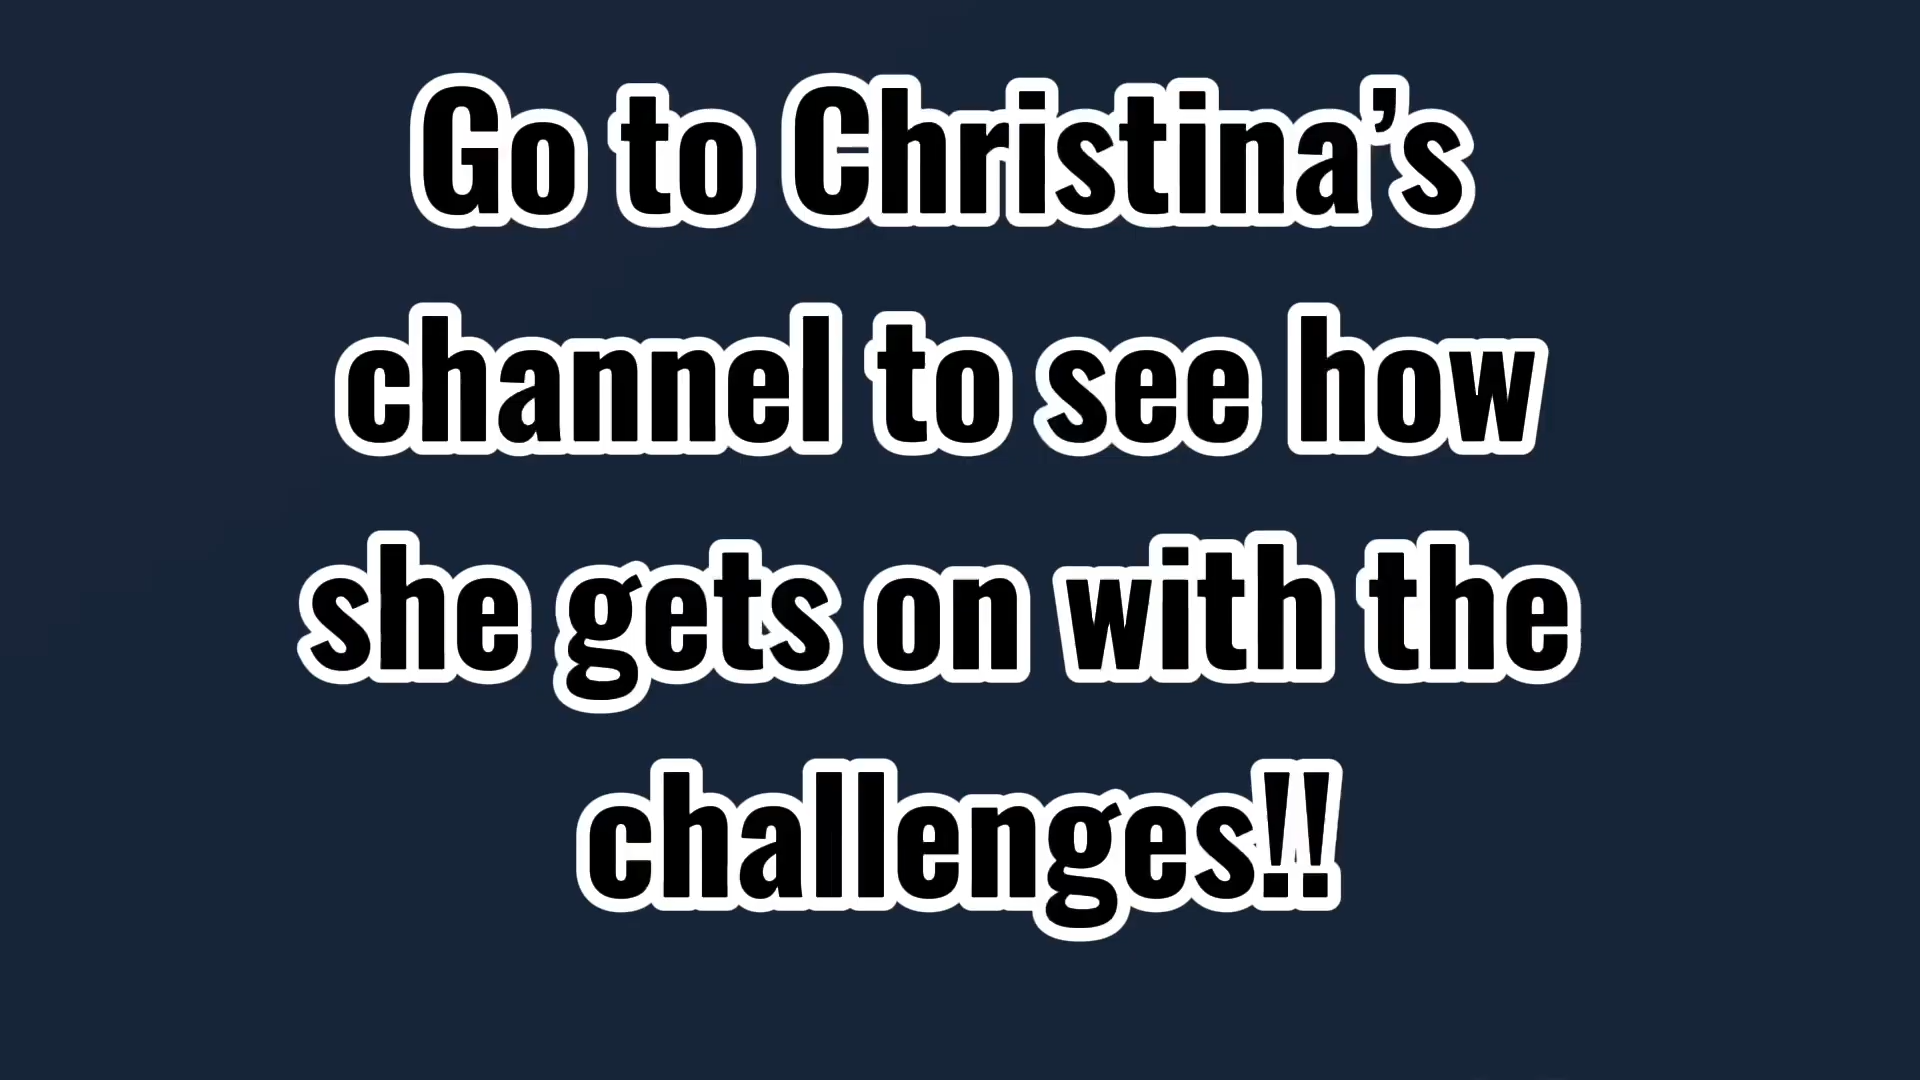 Go to Christina’s
channel to see how
she gets on with the
challenges!!